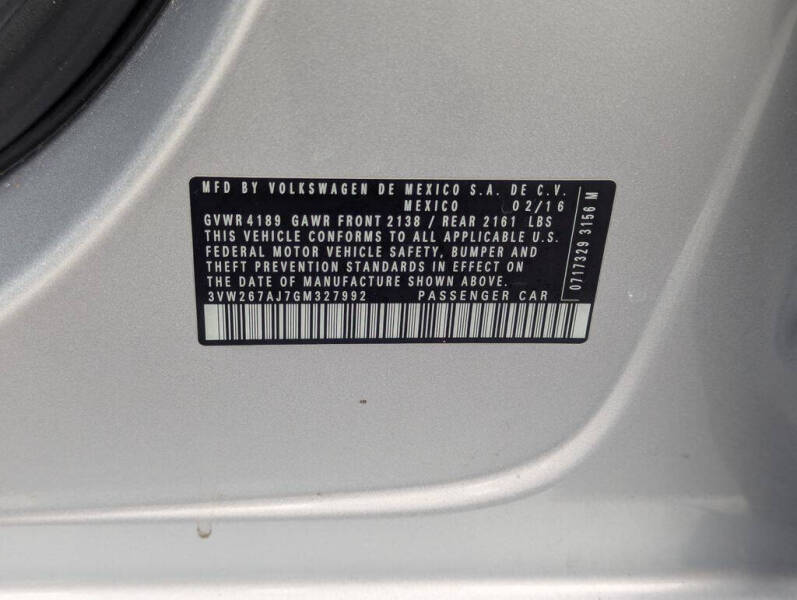 MFD BY VOLKSWAGEN DE MEXICO S.A. DE C.V.
MEXICO 02/16
GVWR 4189 GAWR FRONT 2138 / REAR 2161 LBS
THIS VEHICLE CONFORMS TO ALL APPLICABLE U.S.
FEDERAL MOTOR VEHICLE SAFETY, BUMPER AND
THEFT PREVENTION STANDARDS IN EFFECT ON
THE DATE OF MANUFACTURE SHOWN ABOVE.
3VW267AJ7GM327992 PASSENGER CAR
0717329 3156 M